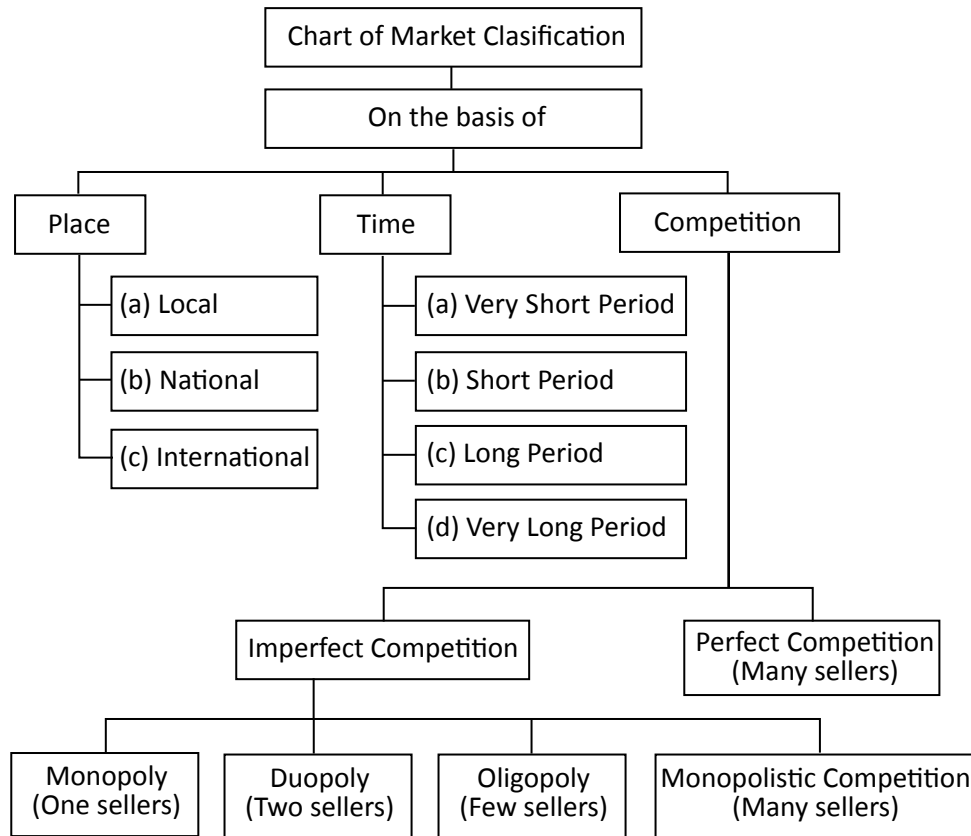 Chart of Market Clasification
On the basis of
Place
Time
Competition
(a) Local
(b) National
(c) International
(a) Very Short Period
(b) Short Period
(c) Long Period
(d) Very Long Period
Imperfect Competition
Perfect Competition
(Many sellers)
Monopoly
(One sellers)
Duopoly
(Two sellers)
Oligopoly
(Few sellers)
Monopolistic Competition
(Many sellers)